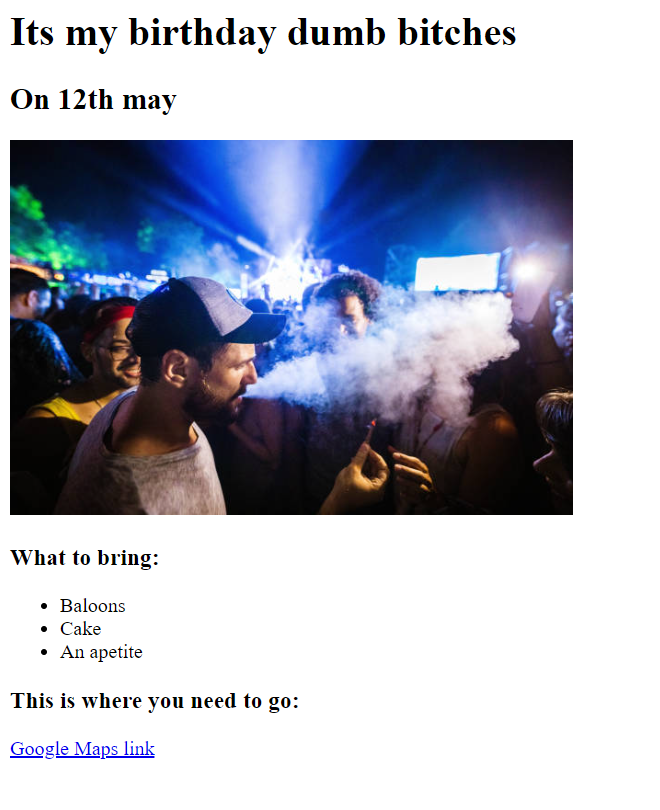 Its my birthday dumb bitches
On 12th may
What to bring:
Baloons
Cake
An apetite
This is where you need to go:
Google Maps link